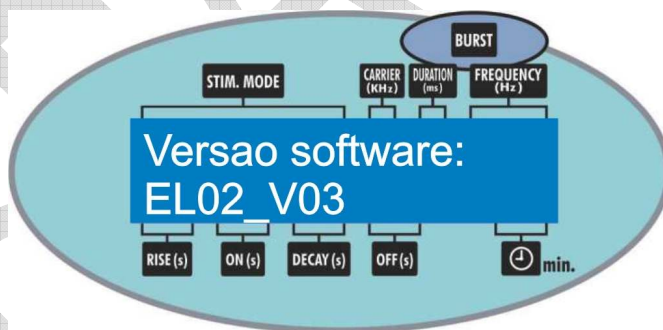 BURST
STIM. MODE
CARRIER (KHz)
DURATION (ms)
FREQUENCY (Hz)
Versao software:
EL02_V03
RISE (s)
ON (s)
DECAY (s)
OFF (s)
min.